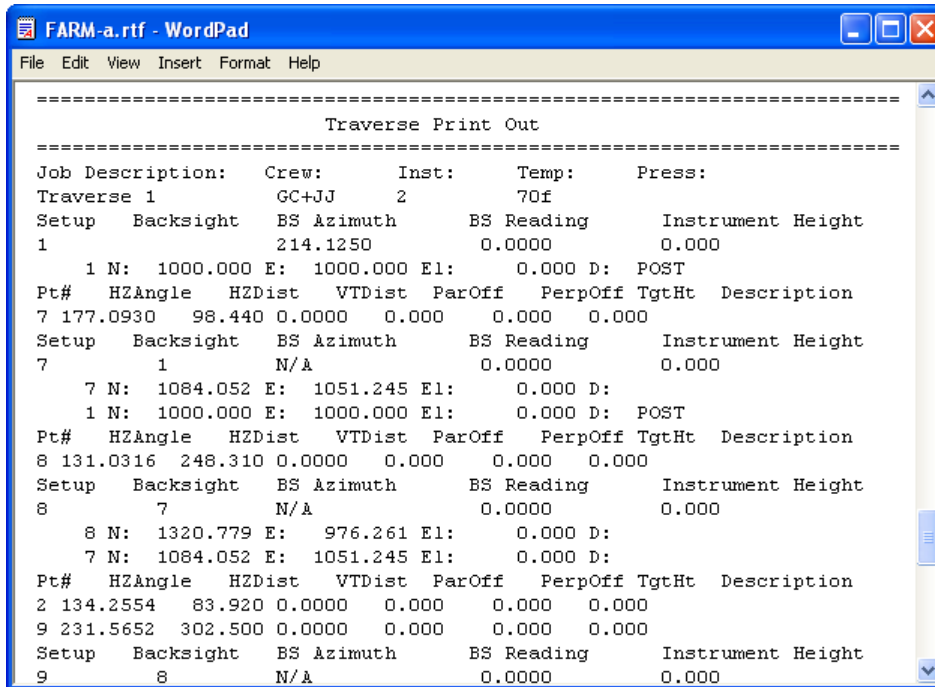 FARM-a.rtf - WordPad
File Edit View Insert Format Help
========================================================================
Traverse Print Out
========================================================================
Job Description: Crew: Inst: Temp: Press:
Traverse 1 GC+JJ 2 70f
Setup Backsight BS Azimuth BS Reading Instrument Height
1 214.1250 0.0000 0.000
1 N: 1000.000 E: 1000.000 El: 0.000 D: POST
Pt# HZAngle HZDist VTDist ParOff PerpOff TgtHt Description
7 177.0930 98.440 0.0000 0.000 0.000 0.000
Setup Backsight BS Azimuth BS Reading Instrument Height
7 1 N/A 0.0000 0.000
7 N: 1084.052 E: 1051.245 El: 0.000 D:
1 N: 1000.000 E: 1000.000 El: 0.000 D: POST
Pt# HZAngle HZDist VTDist ParOff PerpOff TgtHt Description
8 131.0316 248.310 0.0000 0.000 0.000 0.000
Setup Backsight BS Azimuth BS Reading Instrument Height
8 7 N/A 0.0000 0.000
8 N: 1320.779 E: 976.261 El: 0.000 D:
7 N: 1084.052 E: 1051.245 El: 0.000 D:
Pt# HZAngle HZDist VTDist ParOff PerpOff TgtHt Description
2 134.2554 83.920 0.0000 0.000 0.000 0.000
9 231.5652 302.500 0.0000 0.000 0.000 0.000
Setup Backsight BS Azimuth BS Reading Instrument Height
9 8 N/A 0.0000 0.000